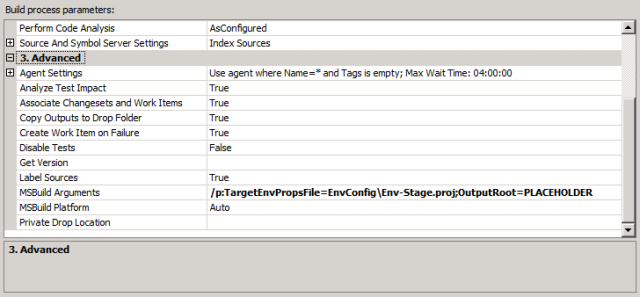 Build process parameters:
Perform Code Analysis AsConfigured
Source And Symbol Server Settings Index Sources
3. Advanced
Agent Settings Use agent where Name=* and Tags is empty; Max Wait Time: 04:00:00
Analyze Test Impact True
Associate Changesets and Work Items True
Copy Outputs to Drop Folder True
Create Work Item on Failure True
Disable Tests False
Get Version
Label Sources True
MSBuild Arguments /p:TargetEnvPropsFile=EnvConfig\Env-Stage.proj;OutputRoot=PLACEHOLDER
MSBuild Platform Auto
Private Drop Location
3. Advanced